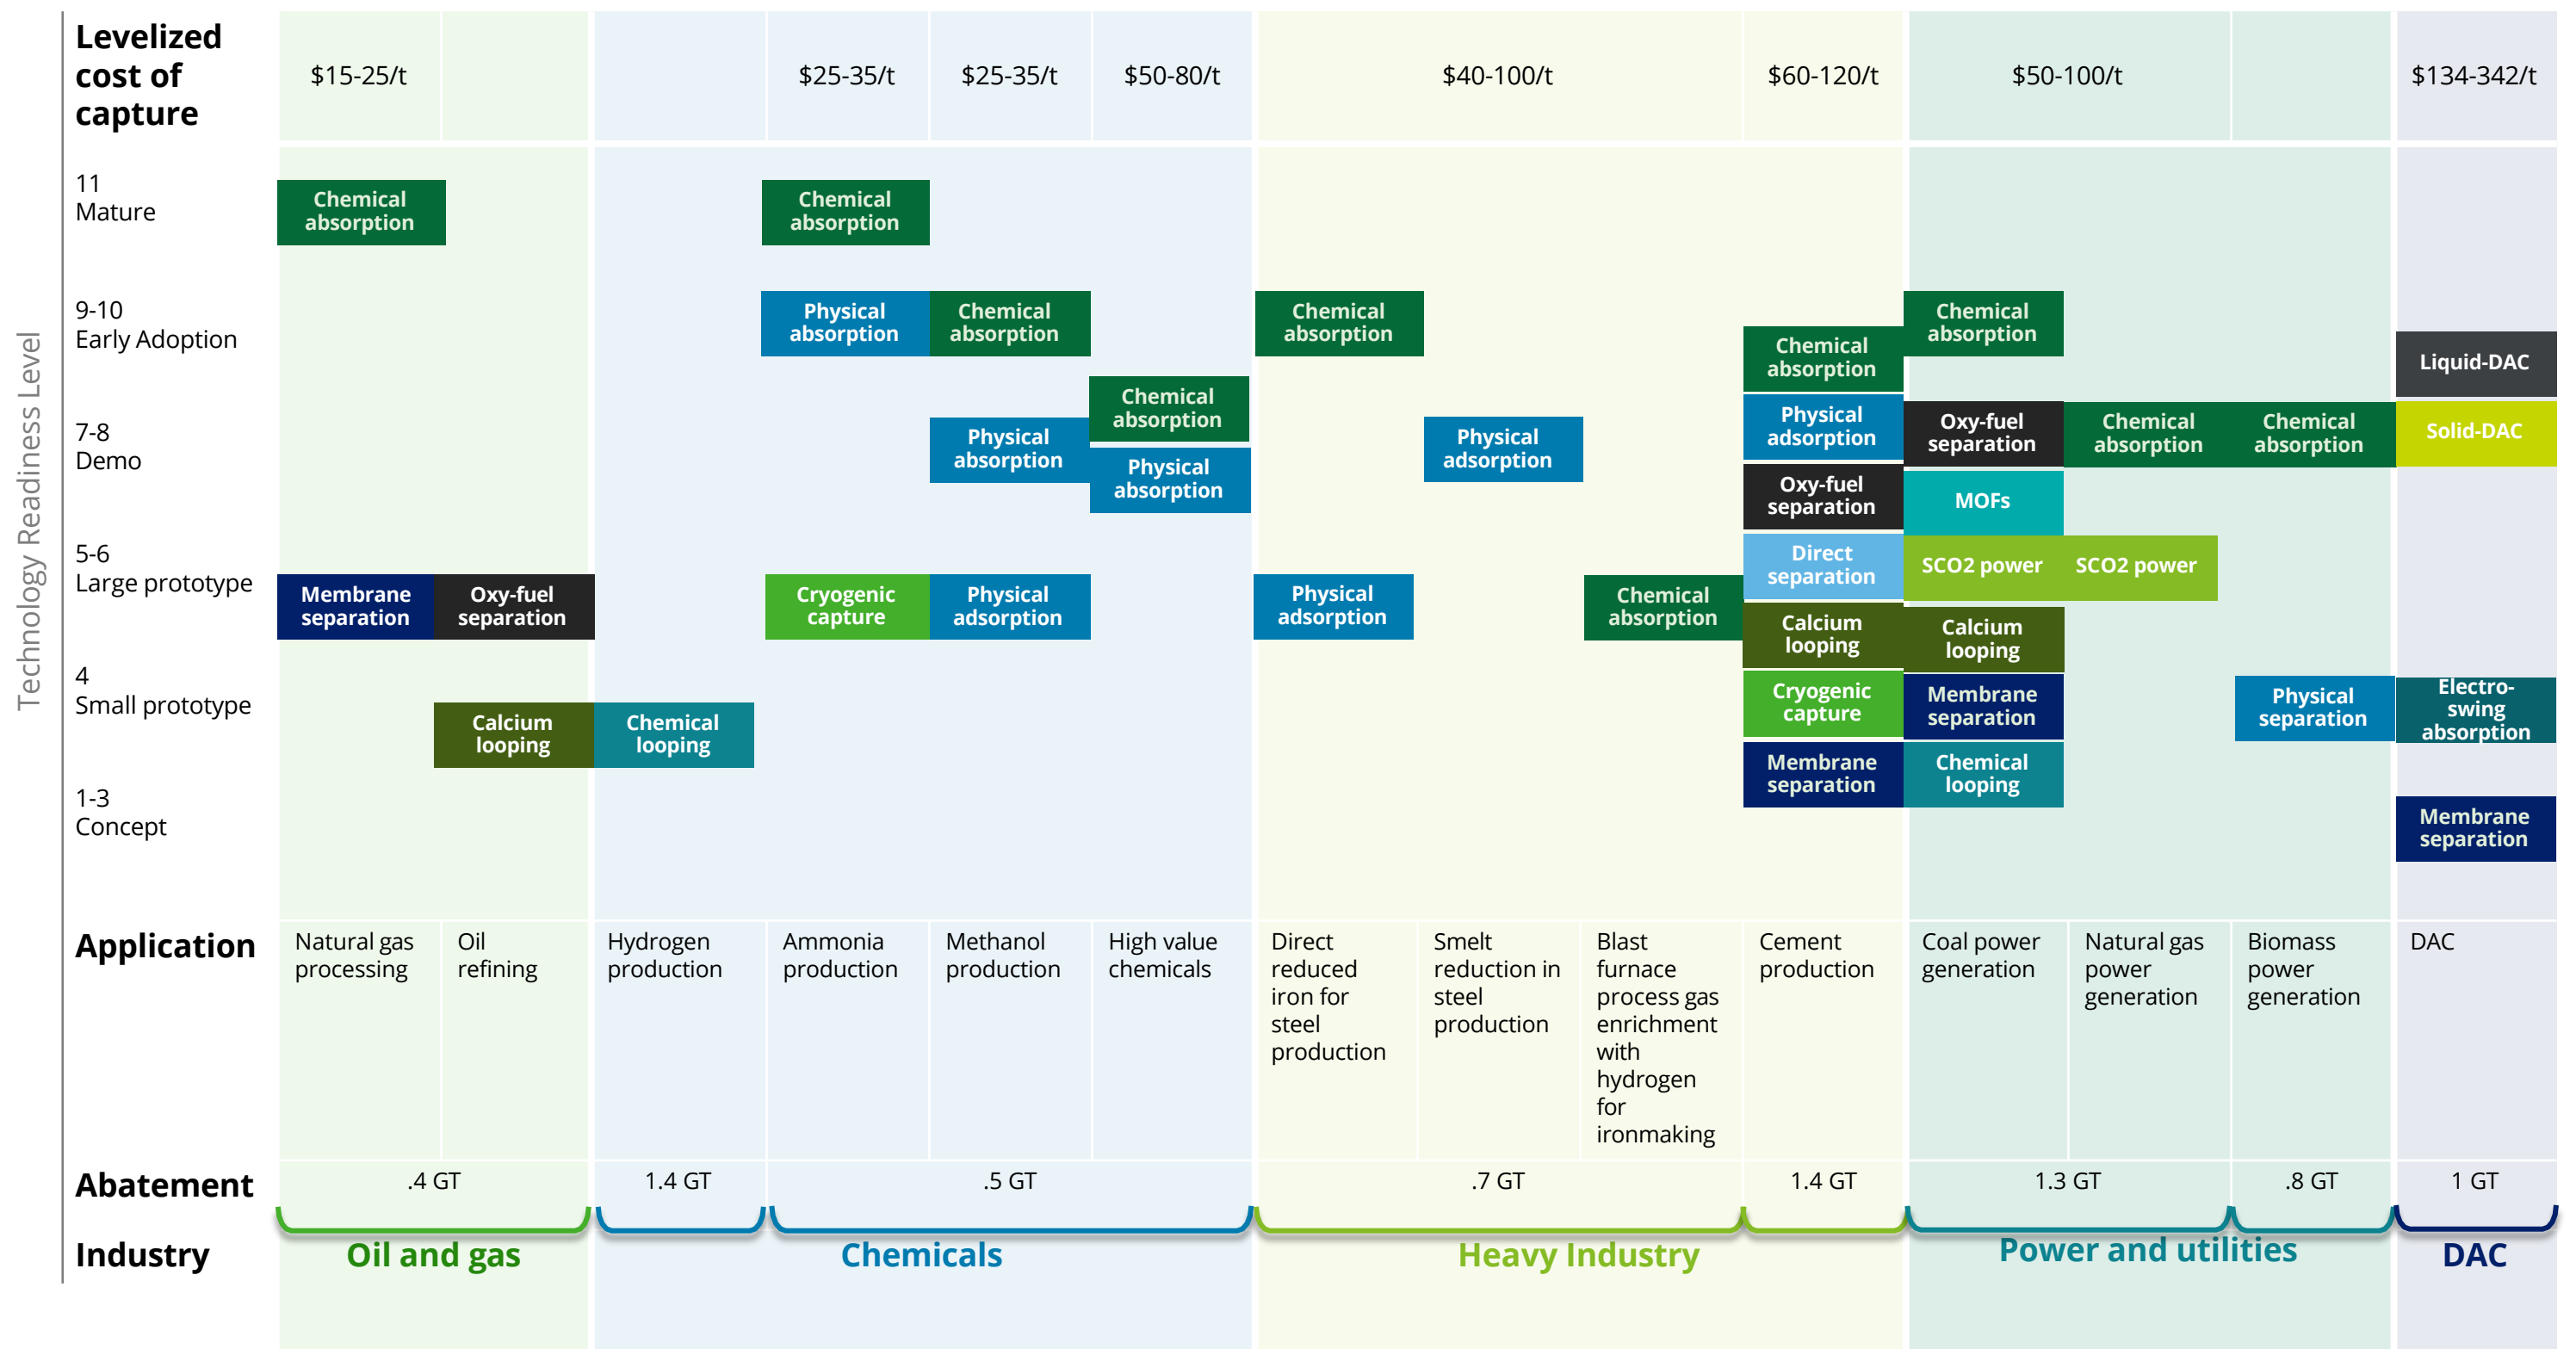 Levelized
cost of
capture
$15-25/t
$25-35/t
$25-35/t
$50-80/t
$40-100/t
$60-120/t
$50-100/t
$134-342/t
Technology Readiness Level
11
Mature
Chemical
absorption
Chemical
absorption
9-10
Early Adoption
Physical
absorption
Chemical
absorption
Chemical
absorption
Chemical
absorption
Chemical
absorption
Liquid-DAC
7-8
Demo
Chemical
absorption
Physical
absorption
Physical
absorption
Physical
adsorption
Physical
adsorption
Oxy-fuel
separation
Chemical
absorption
Chemical
absorption
Solid-DAC
Oxy-fuel
separation
MOFs
5-6
Large prototype
Membrane
separation
Oxy-fuel
separation
Cryogenic
capture
Physical
adsorption
Physical
adsorption
Chemical
absorption
Direct
separation
SCO2 power
SCO2 power
Calcium
looping
Calcium
looping
4
Small prototype
Calcium
looping
Chemical
looping
Cryogenic
capture
Membrane
separation
Physical
separation
Electro-
swing
absorption
Membrane
separation
Chemical
looping
1-3
Concept
Membrane
separation
Application
Natural gas
processing
Oil
refining
Hydrogen
production
Ammonia
production
Methanol
production
High value
chemicals
Direct
reduced
iron for
steel
production
Smelt
reduction in
steel
production
Blast
furnace
process gas
enrichment
with
hydrogen
for
ironmaking
Cement
production
Coal power
generation
Natural gas
power
generation
Biomass
power
generation
DAC
Abatement
.4 GT
1.4 GT
.5 GT
.7 GT
1.4 GT
1.3 GT
.8 GT
1 GT
Industry
Oil and gas
Chemicals
Heavy Industry
Power and utilities
DAC